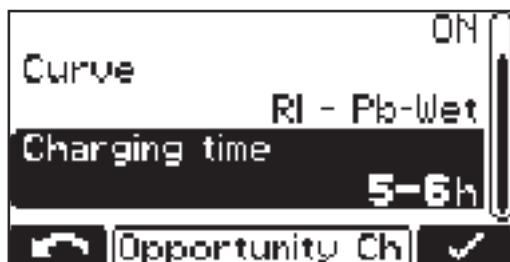 ON
Curve
RI - Pb-Wet
Charging time
5-6h
Opportunity Ch